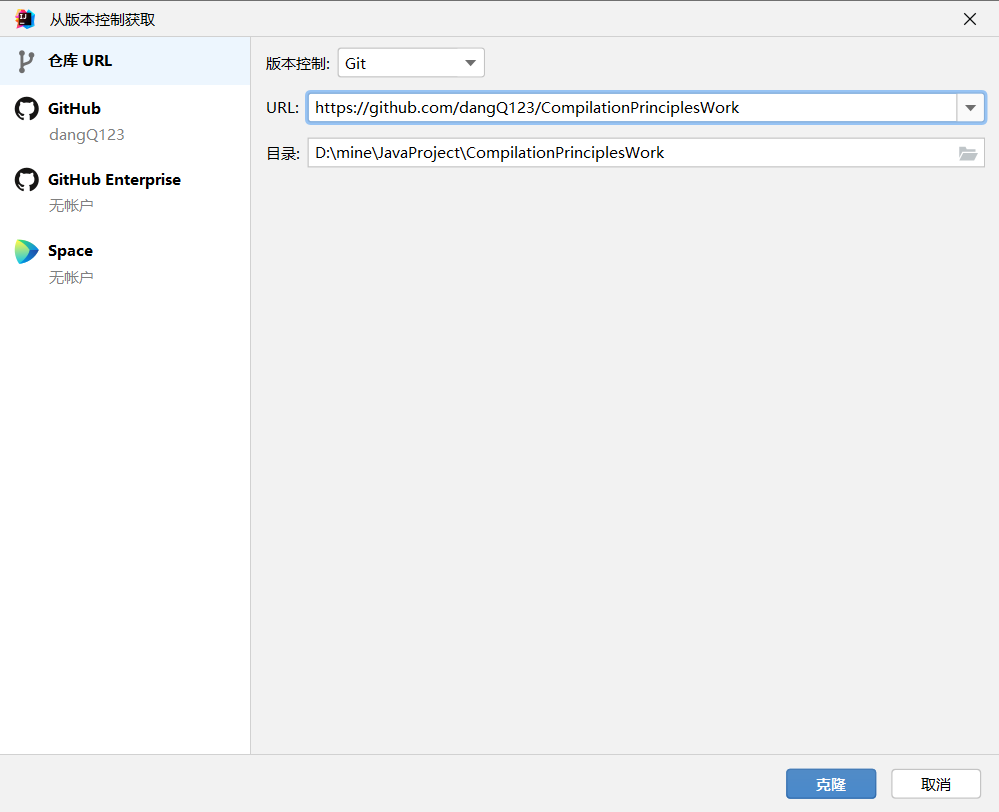 从版本控制获取
仓库 URL
GitHub
dangQ123
GitHub Enterprise
无帐户
Space
无帐户
版本控制: Git
URL: https://github.com/dangQ123/CompilationPrinciplesWork
目录: D:\mine\JavaProject\CompilationPrinciplesWork
克隆 取消